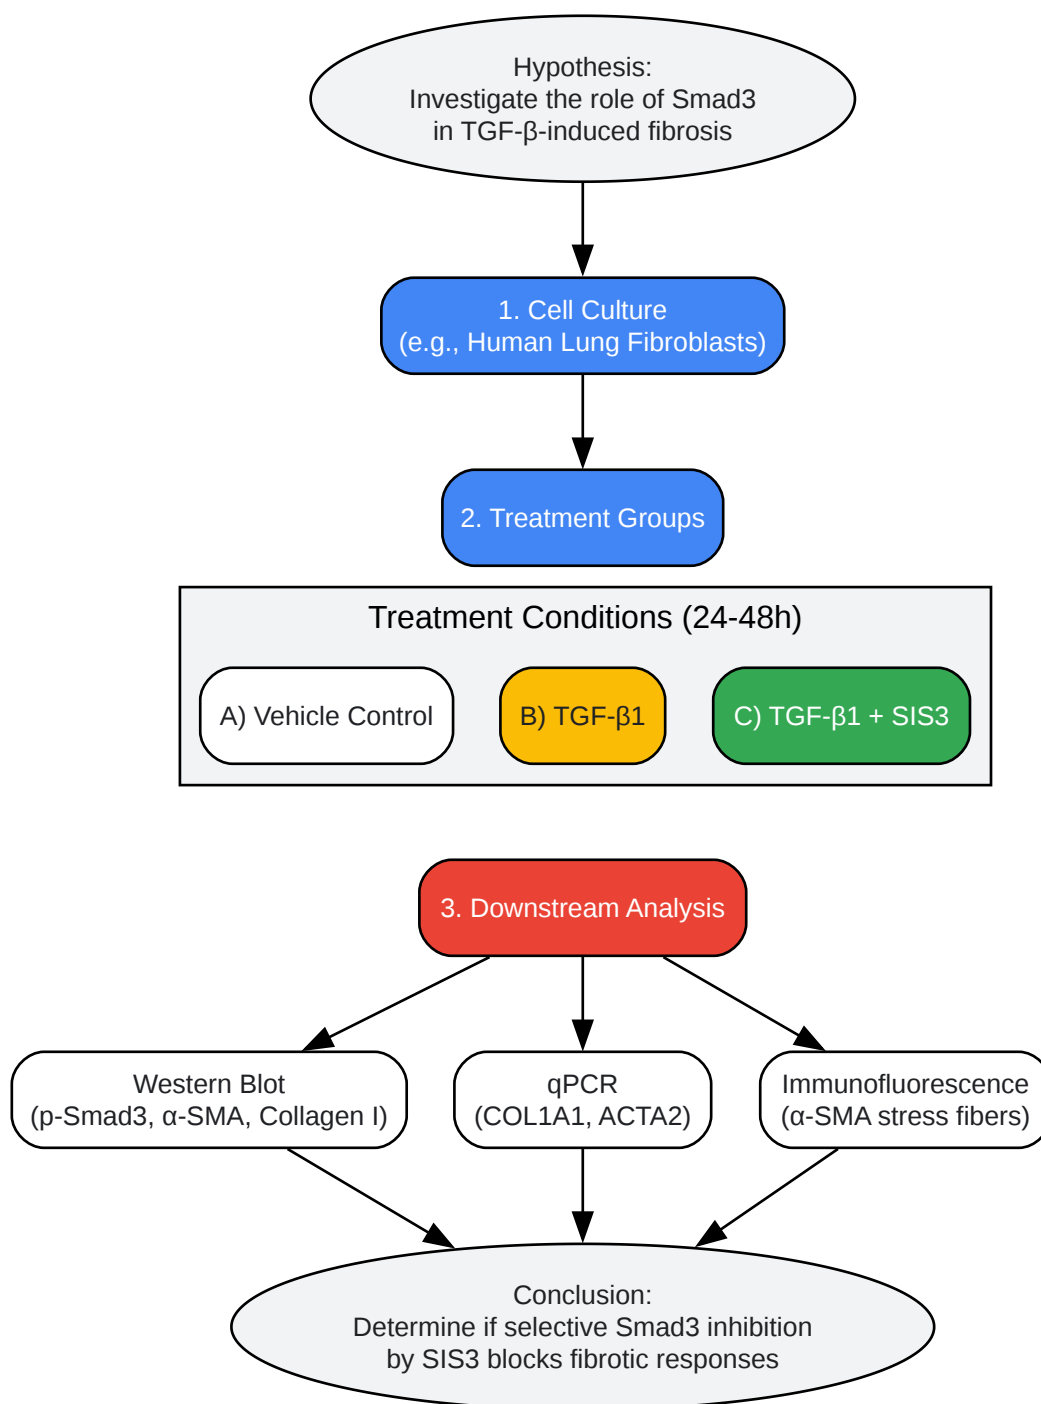 Hypothesis:
Investigate the role of Smad3
in TGF-β-induced fibrosis
1. Cell Culture
(e.g., Human Lung Fibroblasts)
2. Treatment Groups
Treatment Conditions (24-48h)
A) Vehicle Control
B) TGF-β1
C) TGF-β1 + SIS3
3. Downstream Analysis
Western Blot
(p-Smad3, α-SMA, Collagen I)
qPCR
(COL1A1, ACTA2)
Immunofluorescence
(α-SMA stress fibers)
Conclusion:
Determine if selective Smad3 inhibition
by SIS3 blocks fibrotic responses